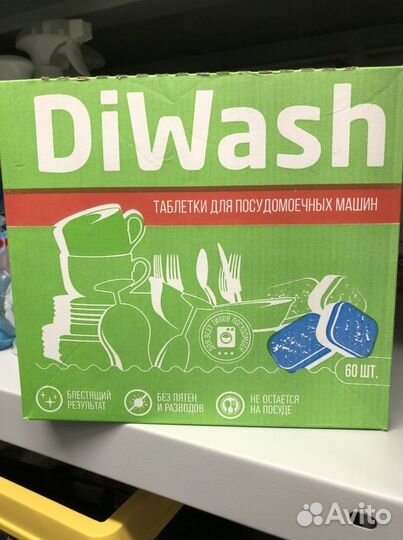 DiWash
ТАБЛЕТКИ ДЛЯ ПОСУДОМОЕЧНЫХ МАШИН
60 ШТ.
БЛЕСТЯЩИЙ
РЕЗУЛЬТАТ
БЕЗ ПЯТЕН
И РАЗВОДОВ
НЕ ОСТАЕТСЯ
НА ПОСУДЕ
Avito